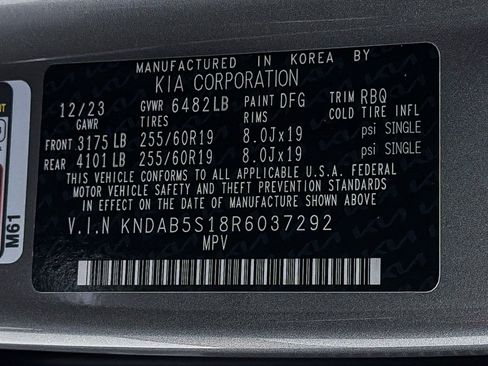 MANUFACTURED IN KOREA BY
KIA CORPORATION
12/23 GVWR 6482LB PAINT DFG TRIM RBQ
GAWR TIRES RIMS COLD TIRE INFL
FRONT 3175 LB 255/60R19 8.0Jx19 psi SINGLE
REAR 4101 LB 255/60R19 8.0Jx19 psi SINGLE
THIS VEHICLE CONFORMS TO ALL APPLICABLE U.S.A. FEDERAL
MOTOR VEHICLE SAFETY AND THEFT PREVENTION STANDARDS
IN EFFECT ON THE DATE OF MANUFACTURE SHOWN ABOVE
V.I.N KNDAB5S18R6037292
MPV
M61